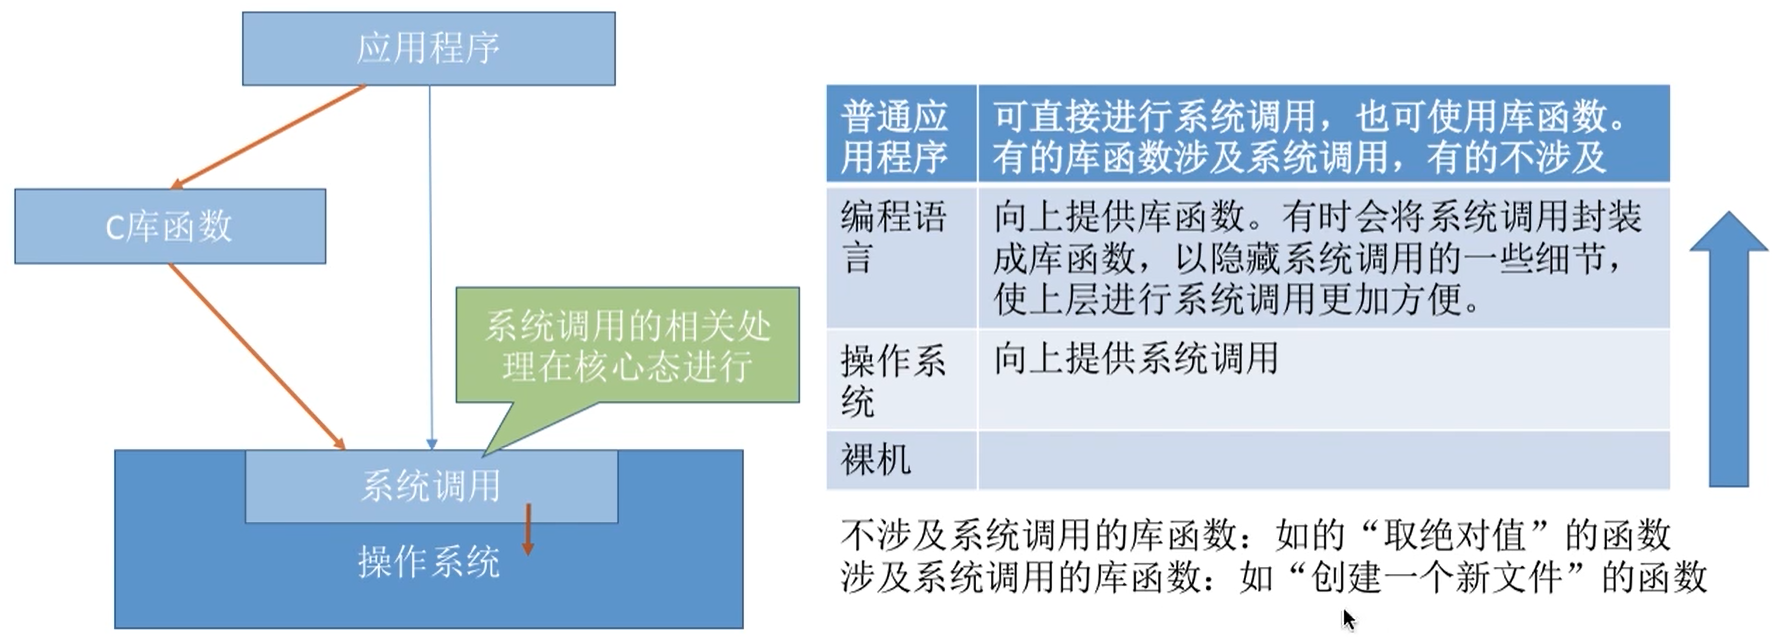 应用程序
C库函数
系统调用的相关处
理在核心态进行
系统调用
操作系统
普通应
用程序
可直接进行系统调用，也可使用库函数。
有的库函数涉及系统调用，有的不涉及
编程语
言
向上提供库函数。有时会将系统调用封装
成库函数，以隐藏系统调用的一些细节，
使上层进行系统调用更加方便。
操作系
统
向上提供系统调用
裸机
不涉及系统调用的库函数：如的“取绝对值”的函数
涉及系统调用的库函数：如“创建一个新文件”的函数